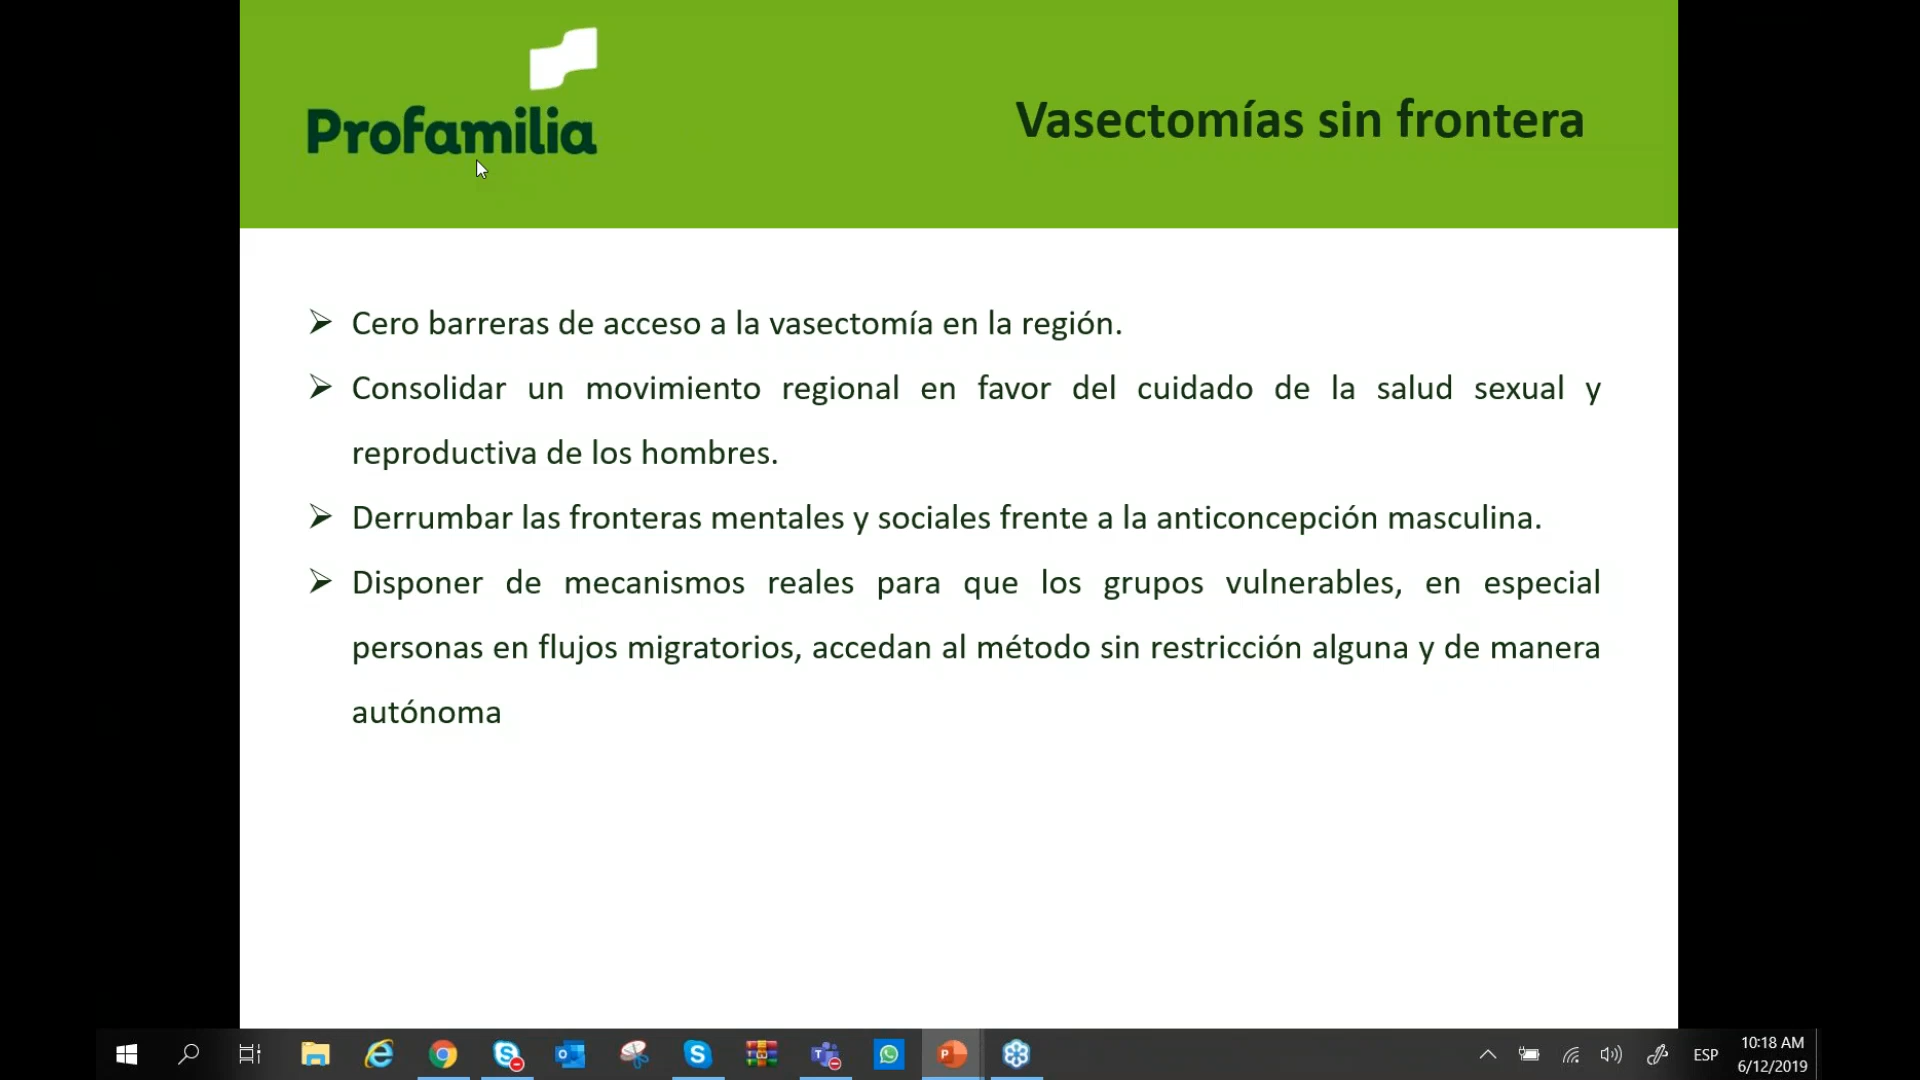 Profamilia
Vasectomías sin frontera
Cero barreras de acceso a la vasectomía en la región.
Consolidar un movimiento regional en favor del cuidado de la salud sexual y
reproductiva de los hombres.
Derrumbar las fronteras mentales y sociales frente a la anticoncepción masculina.
Disponer de mecanismos reales para que los grupos vulnerables, en especial
personas en flujos migratorios, accedan al método sin restricción alguna y de manera
autónoma
ESP
10:18 AM
6/12/2019